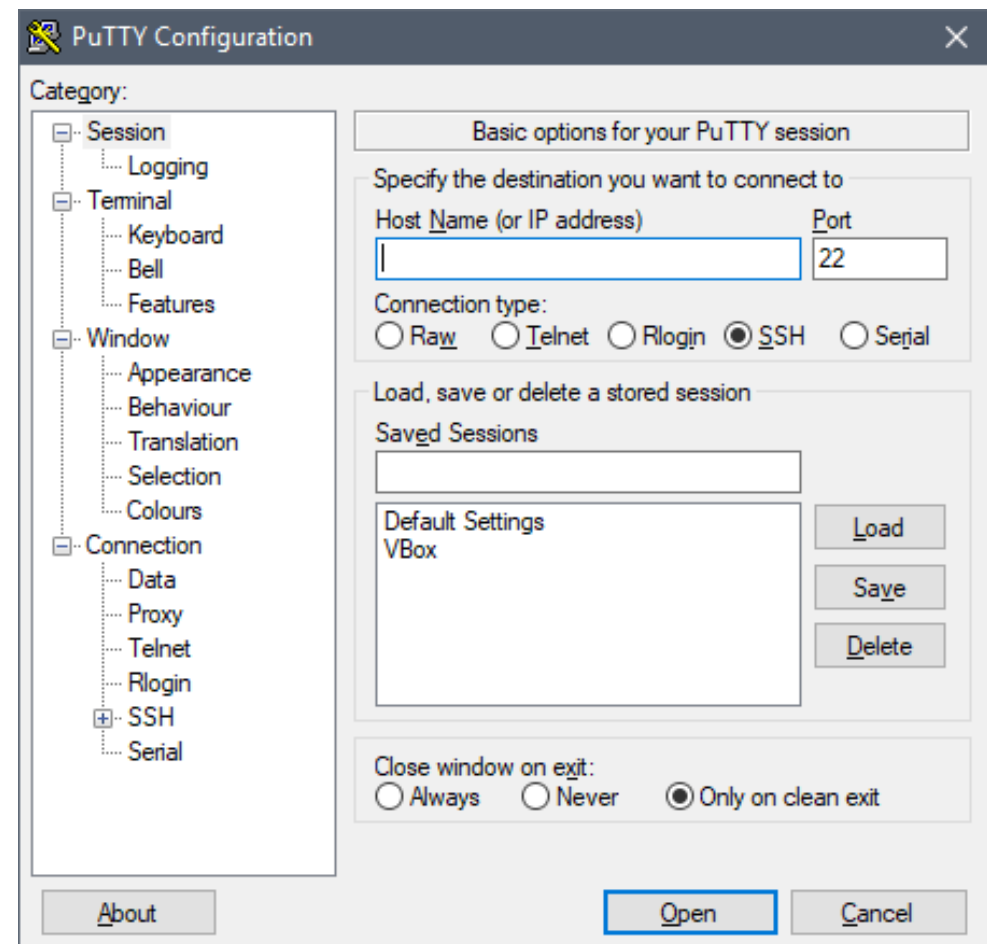 PuTTY Configuration
Category:
Session
Logging
Terminal
Keyboard
Bell
Features
Window
Appearance
Behaviour
Translation
Selection
Colours
Connection
Data
Proxy
Telnet
Rlogin
SSH
Serial
Basic options for your PuTTY session
Specify the destination you want to connect to
Host Name (or IP address) Port
22
Connection type:
Raw Telnet Rlogin SSH Serial
Load, save or delete a stored session
Saved Sessions
Default Settings
VBox
Load
Save
Delete
Close window on exit:
Always Never Only on clean exit
About Open Cancel